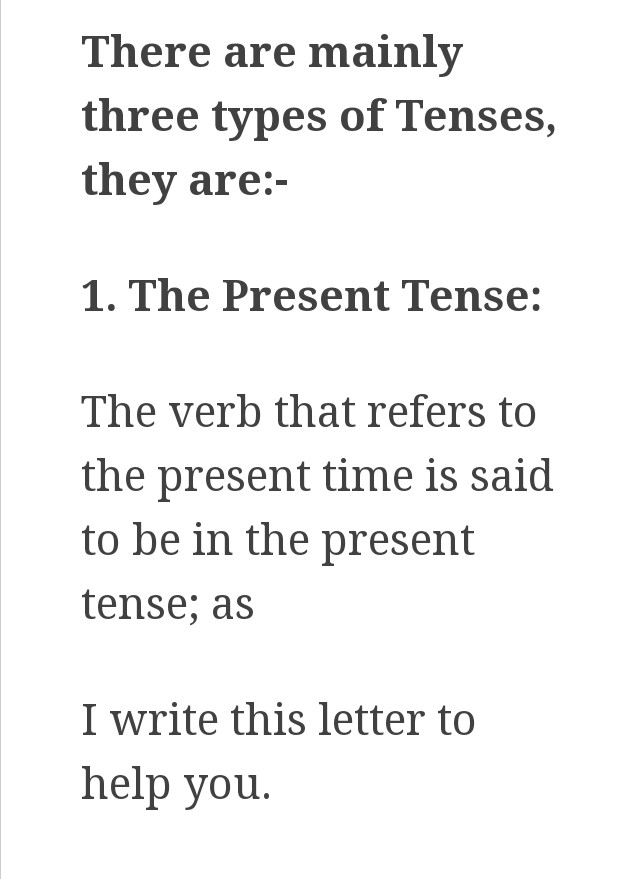 There are mainly
three types of Tenses,
they are:-
1. The Present Tense:
The verb that refers to
the present time is said
to be in the present
tense; as
I write this letter to
help you.